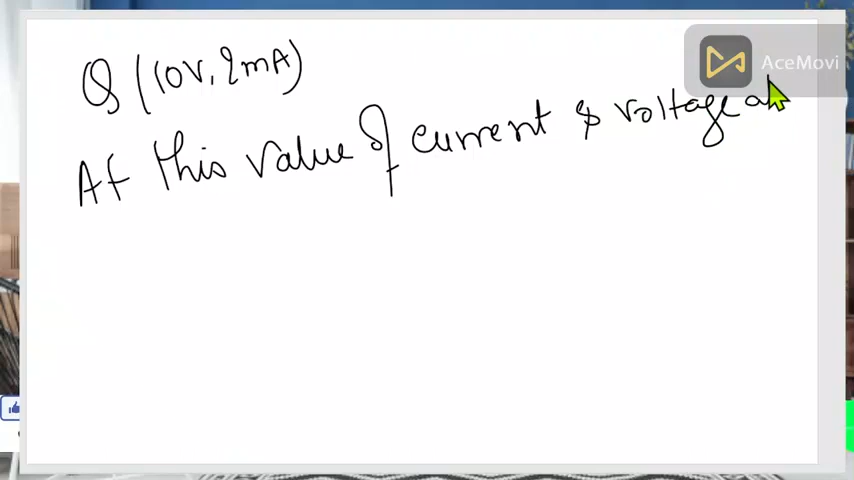 Q (10V, 2mA)
AceMovi
At this value of current & voltage a